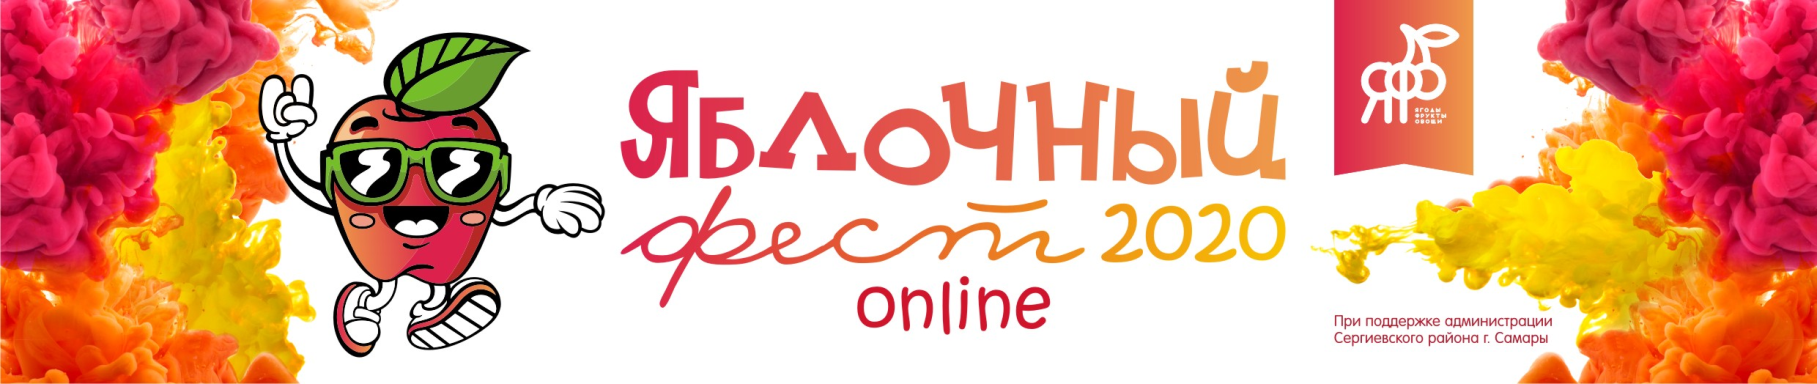 ЯБЛОЧНЫЙ
фест 2020
online
ЯФО
ЯГОДЫ
ФРУКТЫ
ОВОЩИ
При поддержке администрации
Сергиевского района г. Самары